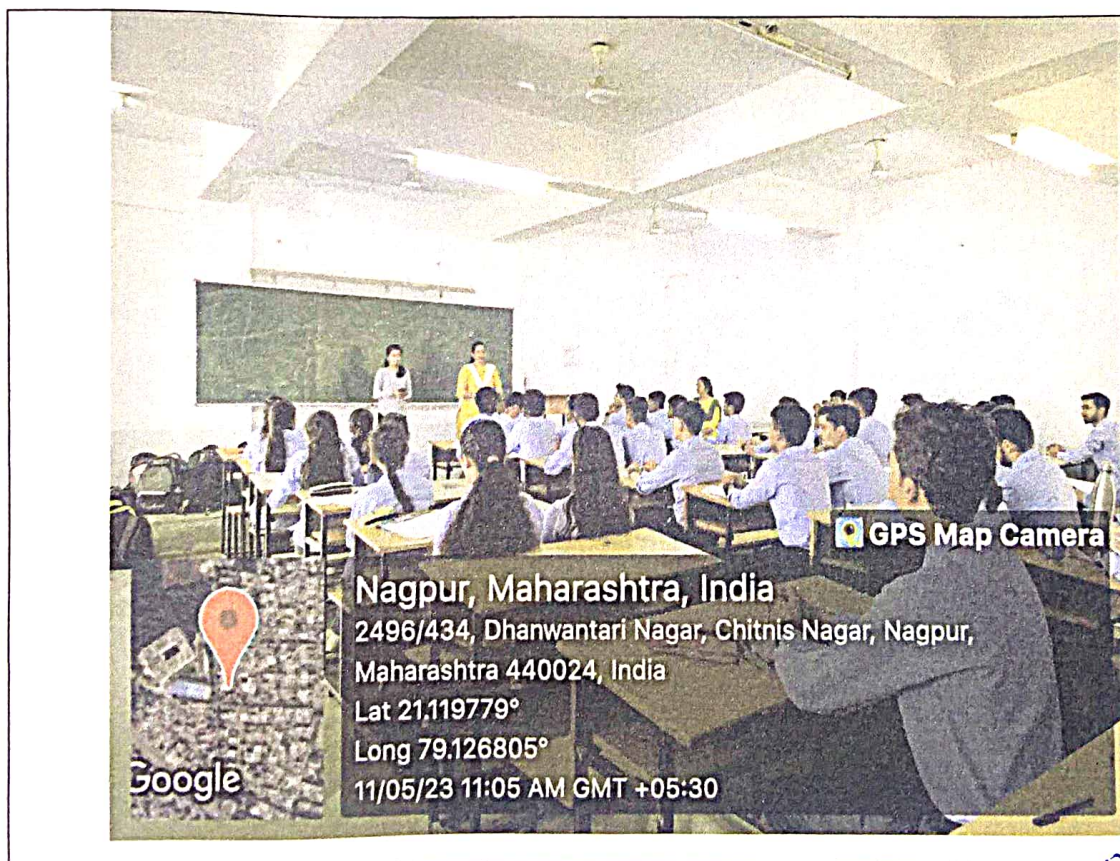 GPS Map Camera
Nagpur, Maharashtra, India
2496/434, Dhanwantari Nagar, Chitnis Nagar, Nagpur,
Maharashtra 440024, India
Lat 21.119779°
Long 79.126805°
11/05/23 11:05 AM GMT +05:30
Google